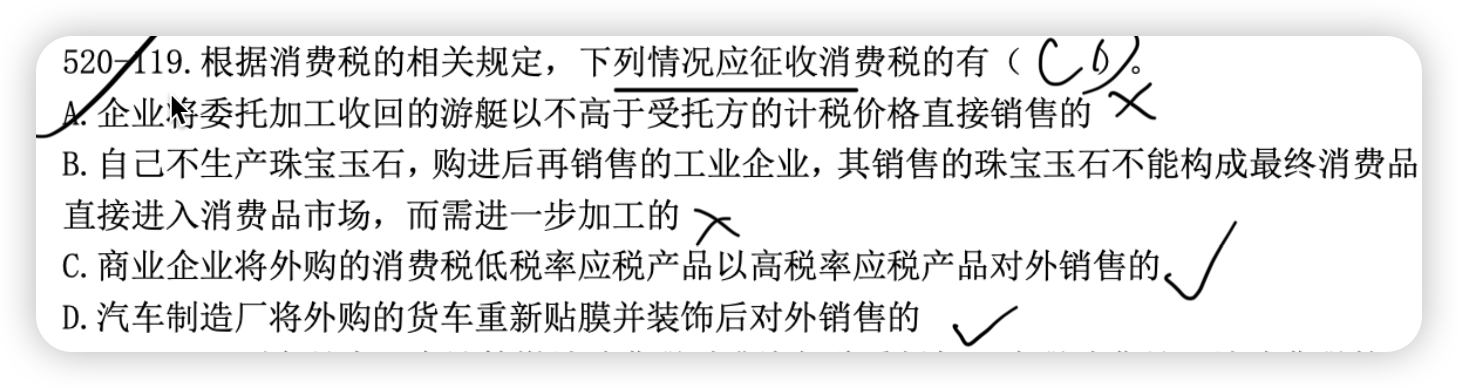 520-119.根据消费税的相关规定，下列情况应征收消费税的有（CD）。
A.企业将委托加工收回的游艇以不高于受托方的计税价格直接销售的 ×
B.自己不生产珠宝玉石，购进后再销售的工业企业，其销售的珠宝玉石不能构成最终消费品
直接进入消费品市场，而需进一步加工的 ×
C.商业企业将外购的消费税低税率应税产品以高税率应税产品对外销售的 ✓
D.汽车制造厂将外购的货车重新贴膜并装饰后对外销售的 ✓